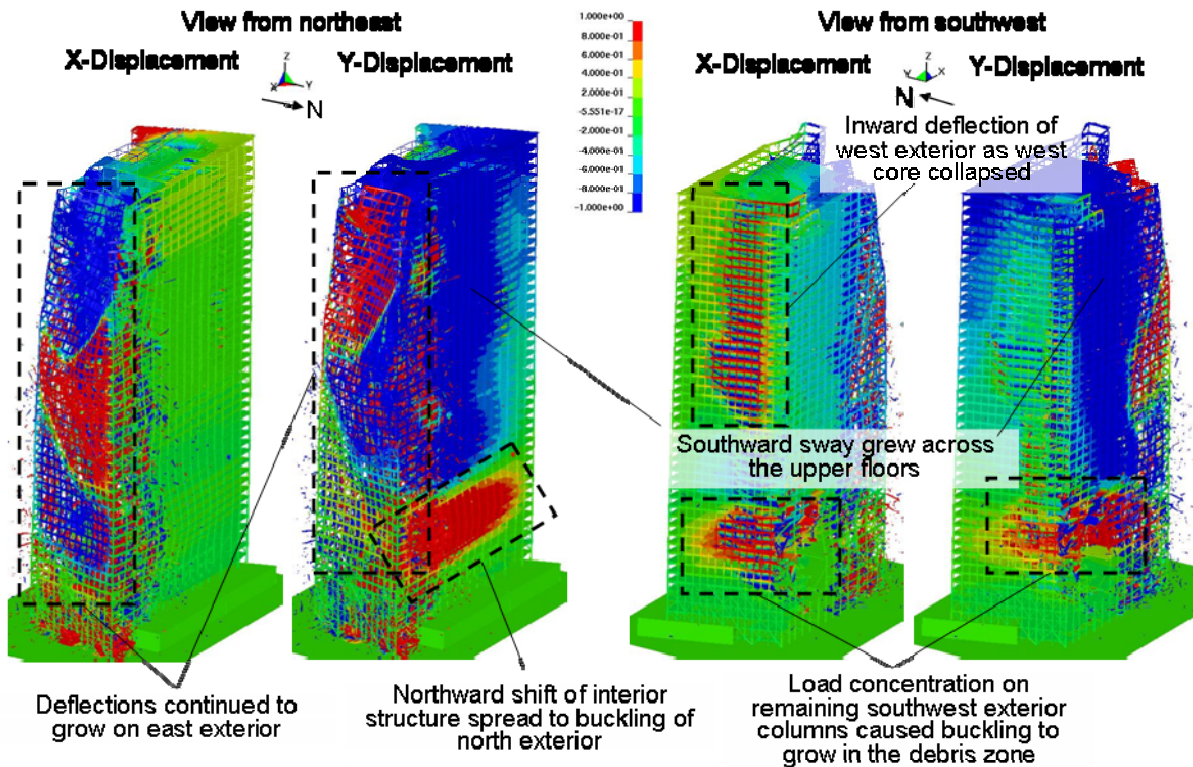 View from northeast
X-Displacement
Y-Displacement
Z
X
Y
N
1.000e+00
8.000e-01
6.000e-01
4.000e-01
2.000e-01
-5.551e-17
-2.000e-01
-4.000e-01
-6.000e-01
-8.000e-01
-1.000e+00
View from southwest
X-Displacement
Y-Displacement
Z
Y
X
N
Inward deflection of
west exterior as west
core collapsed
Southward sway grew across
the upper floors
Deflections continued to
grow on east exterior
Northward shift of interior
structure spread to buckling of
north exterior
Load concentration on
remaining southwest exterior
columns caused buckling to
grow in the debris zone